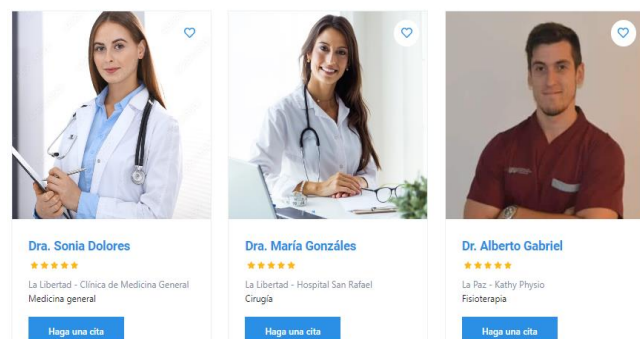 Dra. Sonia Dolores
La Libertad - Clínica de Medicina General
Medicina general
Haga una cita
Dra. María Gonzáles
La Libertad - Hospital San Rafael
Cirugía
Haga una cita
Dr. Alberto Gabriel
La Paz - Kathy Physio
Fisioterapia
Haga una cita